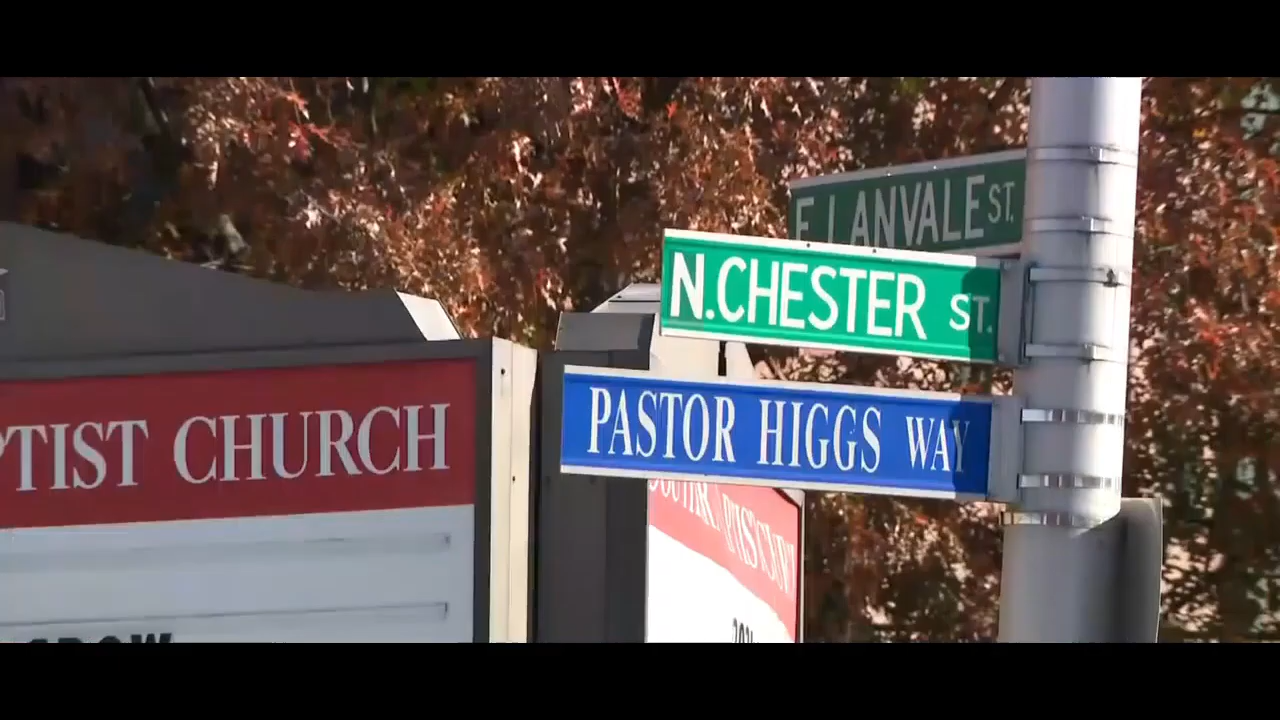 E. LANVALE ST.
N. CHESTER ST.
PASTOR HIGGS WAY
PTIST CHURCH